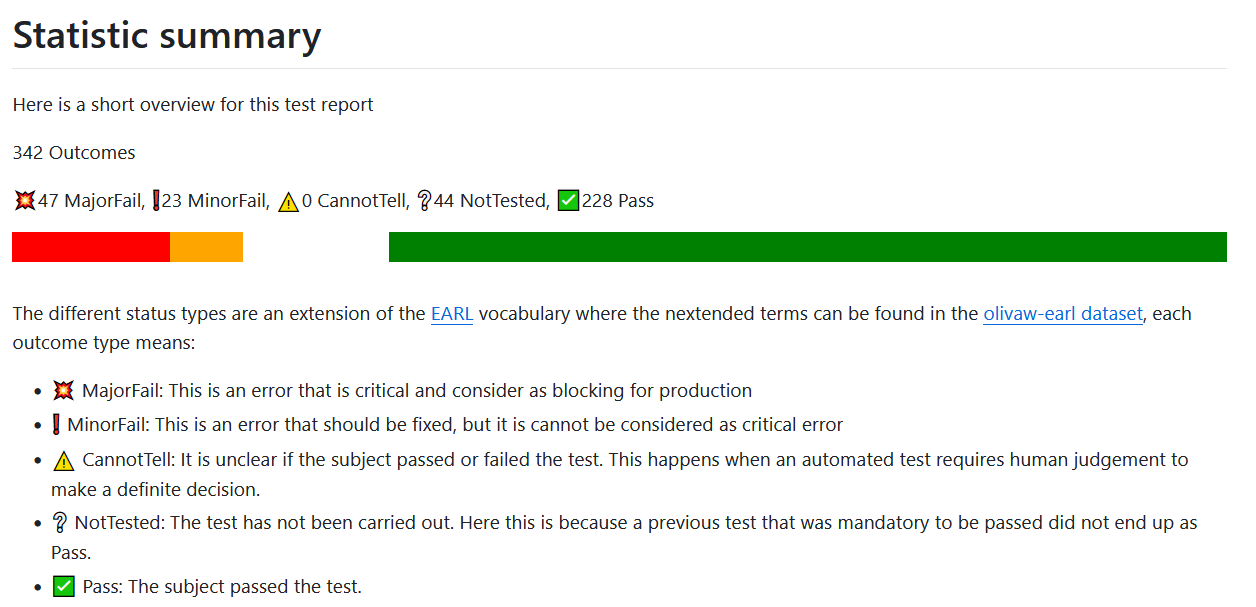 Statistic summary
Here is a short overview for this test report
342 Outcomes
💥47 MajorFail, ❗23 MinorFail, ⚠️0 CannotTell, ❔44 NotTested, ✅228 Pass
The different status types are an extension of the EARL vocabulary where the nextended terms can be found in the olivaw-earl dataset, each
outcome type means:
• 💥 MajorFail: This is an error that is critical and consider as blocking for production
• ❗ MinorFail: This is an error that should be fixed, but it is cannot be considered as critical error
• ⚠️ CannotTell: It is unclear if the subject passed or failed the test. This happens when an automated test requires human judgement to
make a definite decision.
• ❔ NotTested: The test has not been carried out. Here this is because a previous test that was mandatory to be passed did not end up as
Pass.
• ✅ Pass: The subject passed the test.